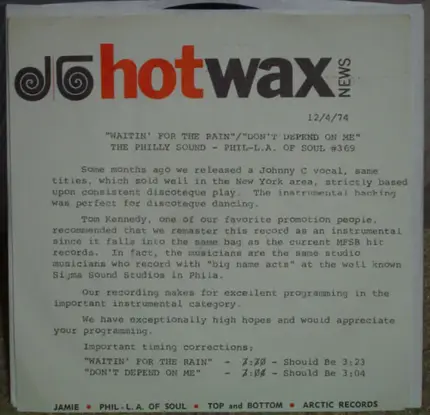 hotwax NEWS
12/4/74
"WAITIN' FOR THE RAIN"/"DON'T DEPEND ON ME"
THE PHILLY SOUND - PHIL-L.A. OF SOUL #369
Some months ago we released a Johnny C vocal, same
titles, which sold well in the New York area, strictly based
upon consistent discoteque play. The instrumental backing
was perfect for discoteque dancing.
Tom Kennedy, one of our favorite promotion people,
recommended that we remaster this record as an instrumental
since it falls into the same bag as the current MFSB hit
records. In fact, the musicians are the same studio
musicians who record with "big name acts" at the well known
Sigma Sound Studios in Phila.
Our recording makes for excellent programming in the
important instrumental category.
We have exceptionally high hopes and would appreciate
your programming.
Important timing corrections:
"WAITIN' FOR THE RAIN" - - Should Be 3:23
"DON'T DEPEND ON ME" - - Should Be 3:04
JAMIE • PHIL-L.A. OF SOUL • TOP and BOTTOM • ARCTIC RECORDS